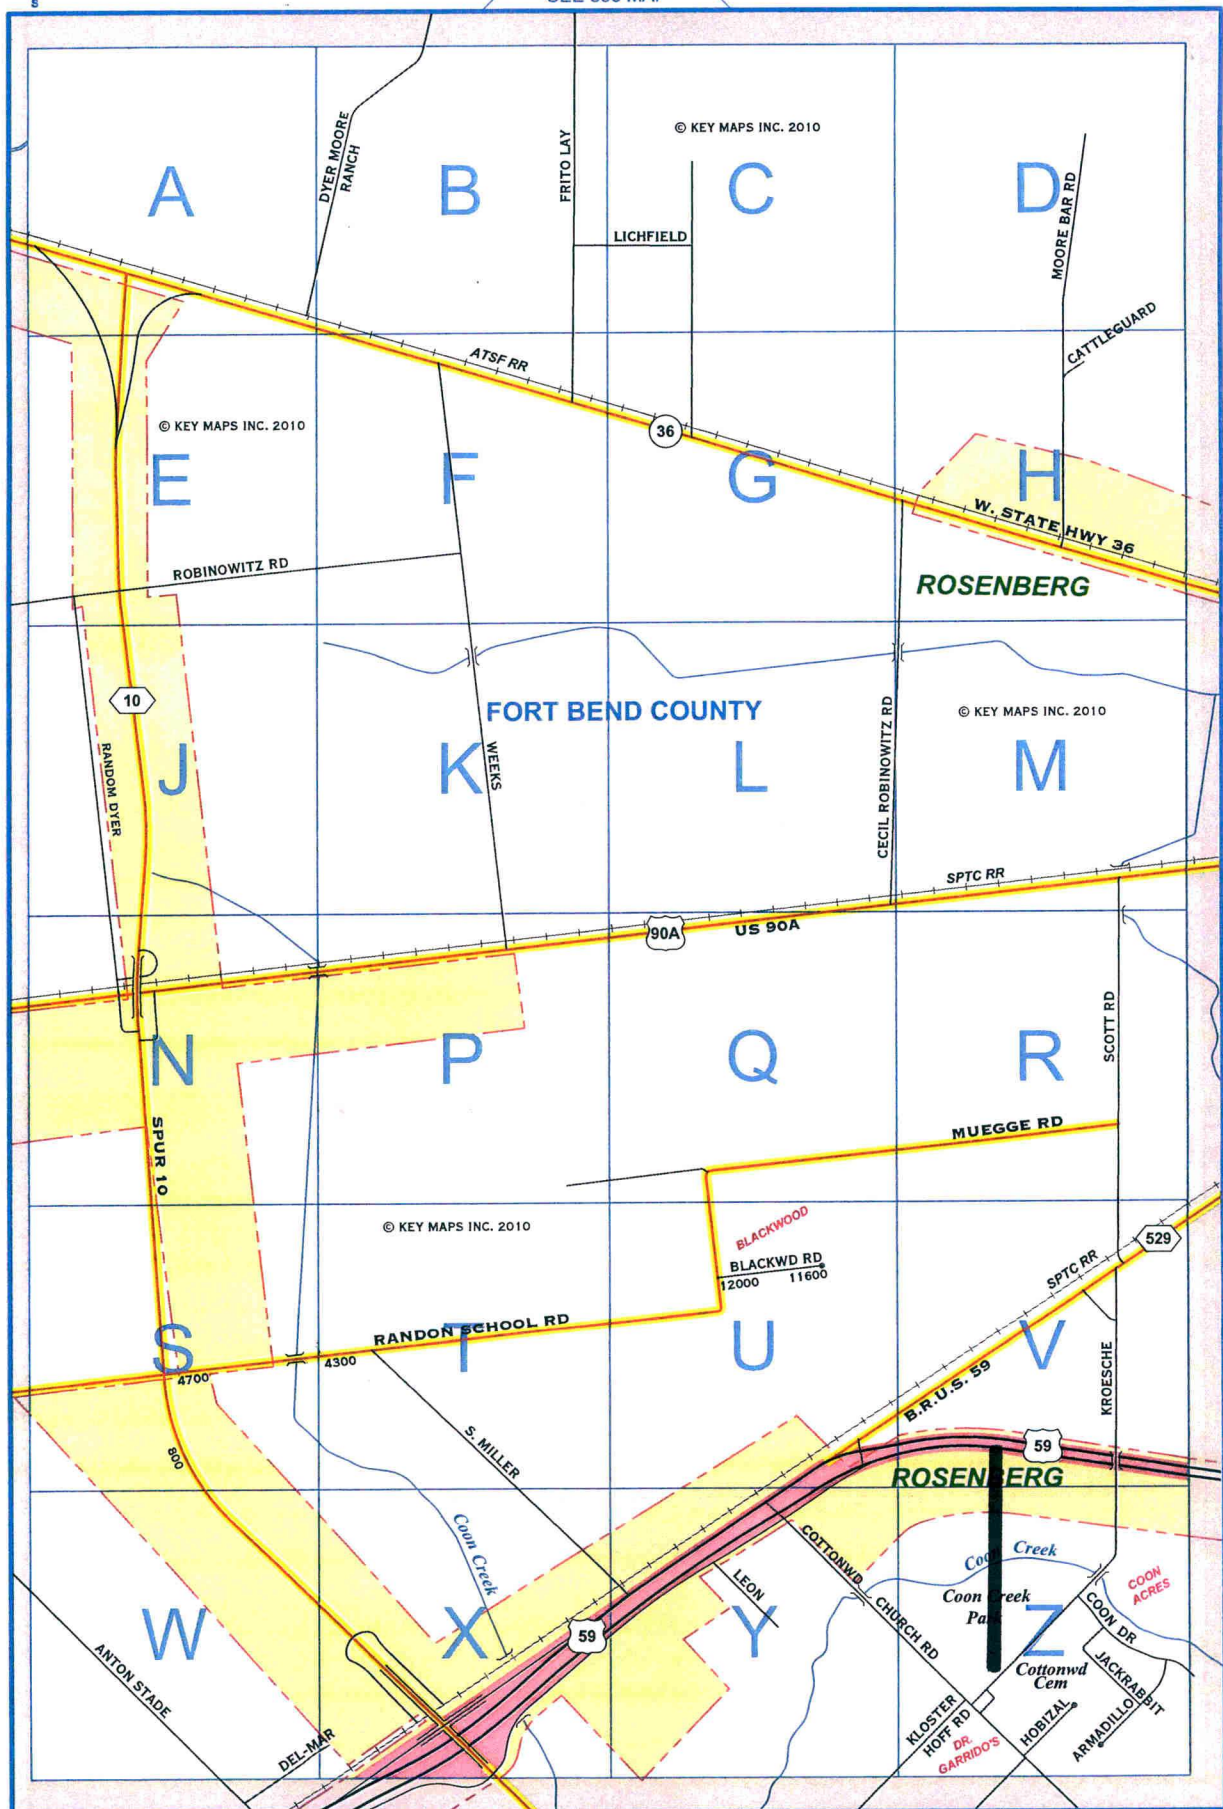 S
© KEY MAPS INC. 2010
A
DYER MOORE
RANCH
B
FRITO LAY
C
D
MOORE BAR RD
LICHFIELD
CATTLEGUARD
ATSF RR
© KEY MAPS INC. 2010
36
E
F
G
H
W. STATE HWY 36
ROBINOWITZ RD
ROSENBERG
10
FORT BEND COUNTY
© KEY MAPS INC. 2010
RANDOM DYER
J
K
WEEKS
L
CECIL ROBINOWITZ RD
M
SPTC RR
90A
US 90A
SCOTT RD
N
P
Q
R
MUEGGE RD
SPUR 10
© KEY MAPS INC. 2010
BLACKWOOD
BLACKWD RD
12000 11600
529
SPTC RR
RANDON SCHOOL RD
S
T
U
V
4700
4300
B.R.U.S. 59
KROESCHE
800
S. MILLER
59
ROSENBERG
Coon Creek
COTTONWD
CHURCH RD
Coon Creek
Coon Creek
Park
COON
ACRES
LEON
W
X
59
Y
Z
COON DR
ANTON STADE
Cottonwd
Cem
JACKRABBIT
ARMADILLO
HOBIZAL
KLOSTER
HOFF RD
DR.
GARRIDO'S
DEL-MAR